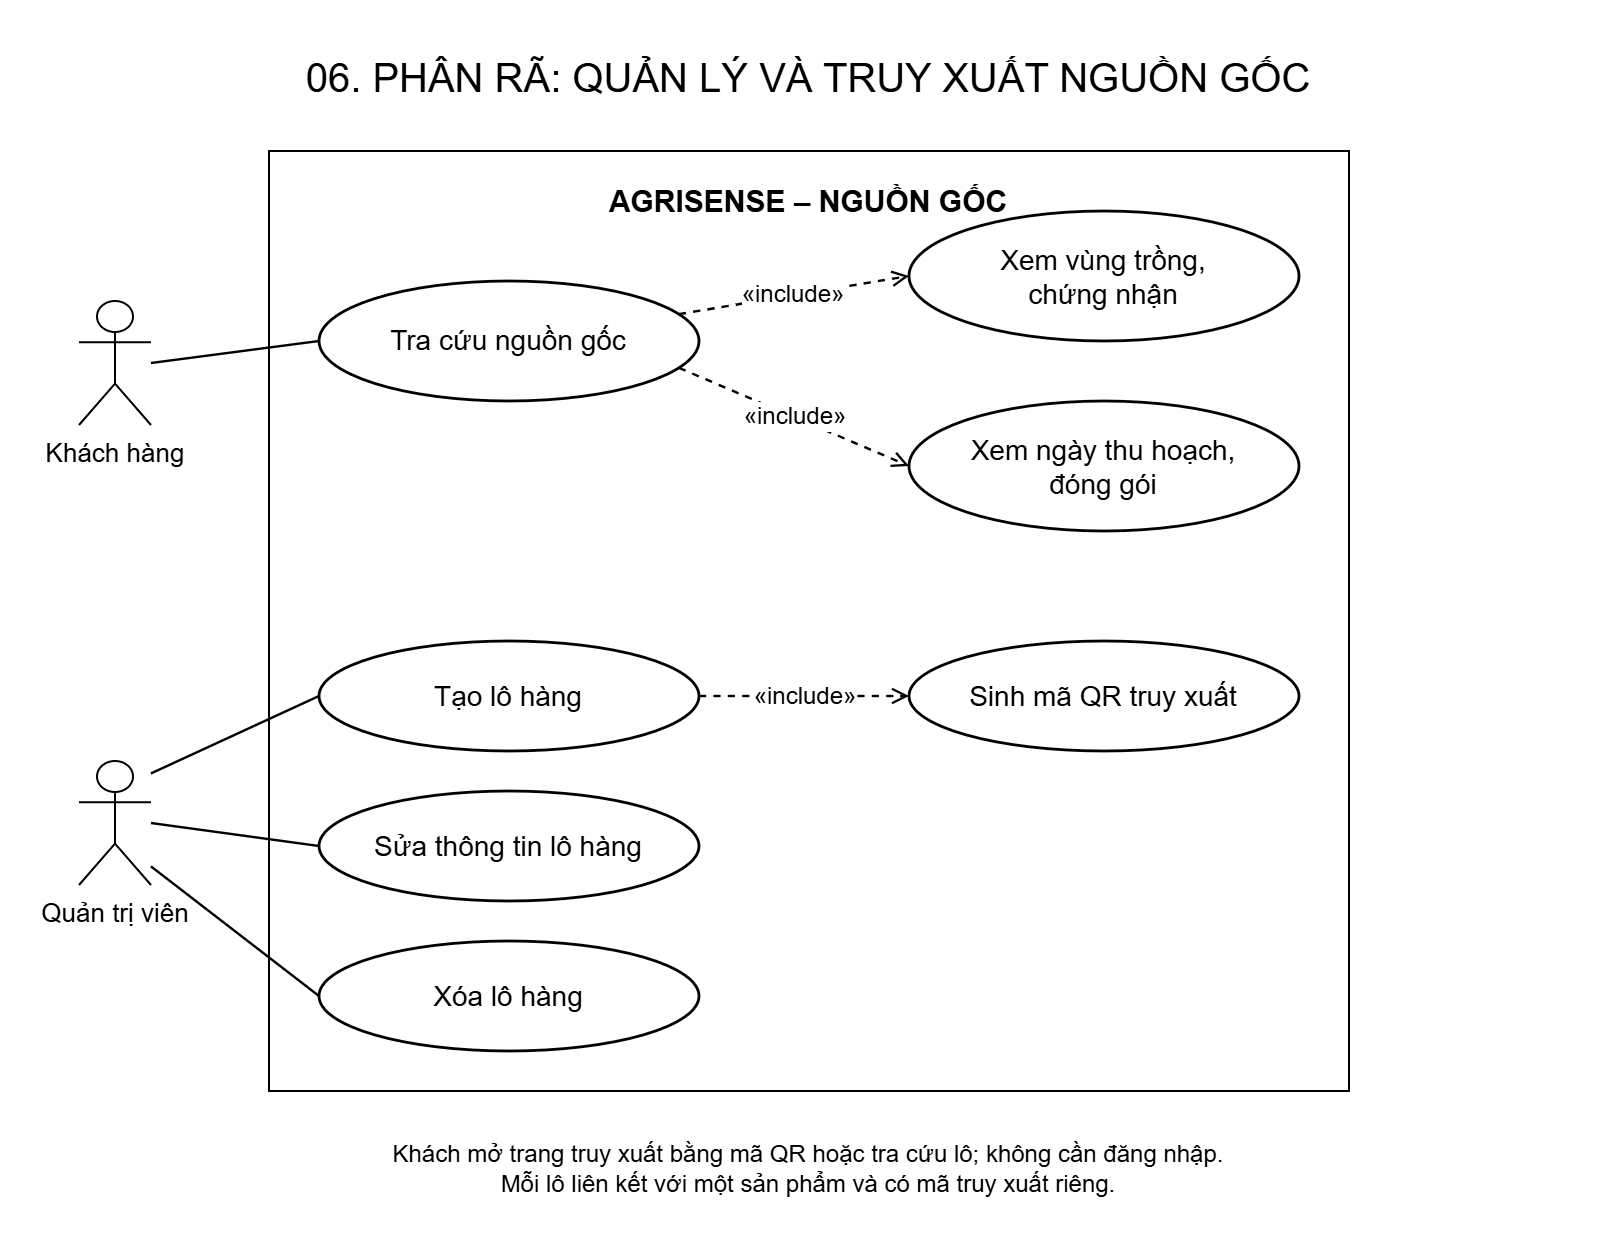 06. PHÂN RÃ: QUẢN LÝ VÀ TRUY XUẤT NGUỒN GỐC
AGRISENSE – NGUỒN GỐC
Xem vùng trồng,
chứng nhận
«include»
Tra cứu nguồn gốc
«include»
Khách hàng
Xem ngày thu hoạch,
đóng gói
Tạo lô hàng
«include»
Sinh mã QR truy xuất
Sửa thông tin lô hàng
Quản trị viên
Xóa lô hàng
Khách mở trang truy xuất bằng mã QR hoặc tra cứu lô; không cần đăng nhập.
Mỗi lô liên kết với một sản phẩm và có mã truy xuất riêng.